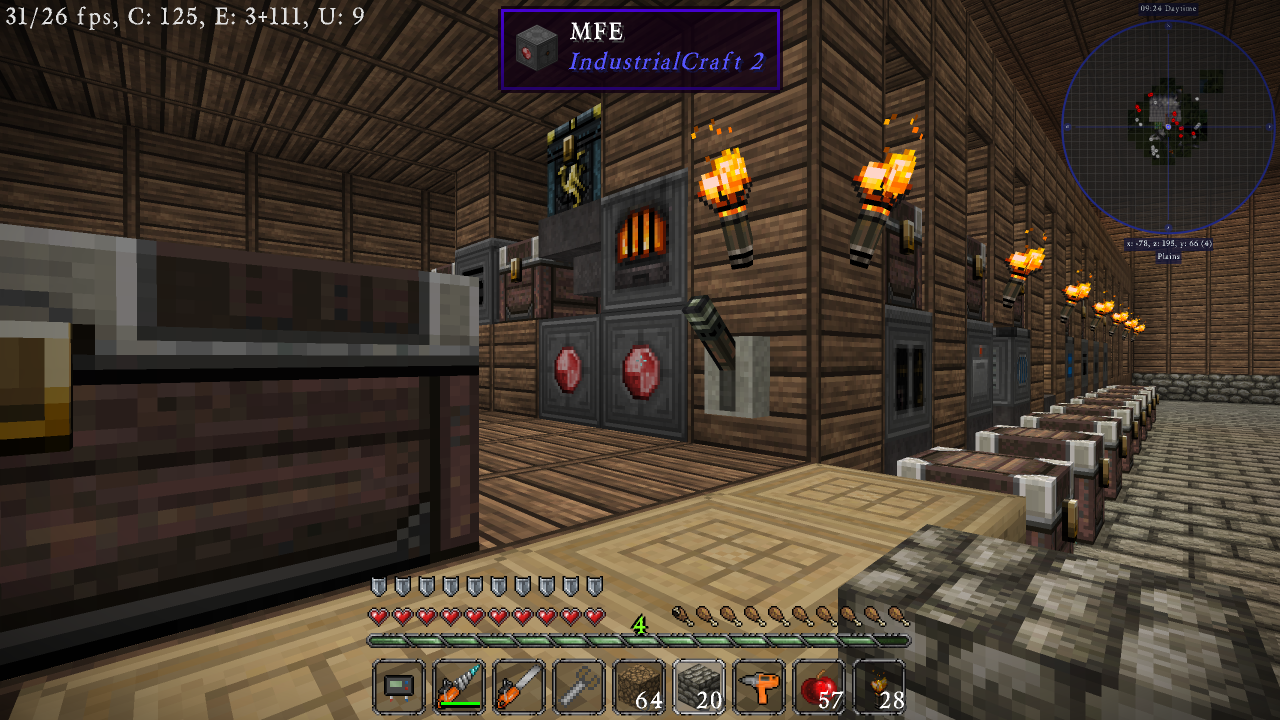 31/26 fps, C: 125, E: 3+111, U: 9
MFE
IndustrialCraft 2
09:24 Daytime
x: -78, z: 195, y: 66 (4)
Plains
4
64
20
57
28